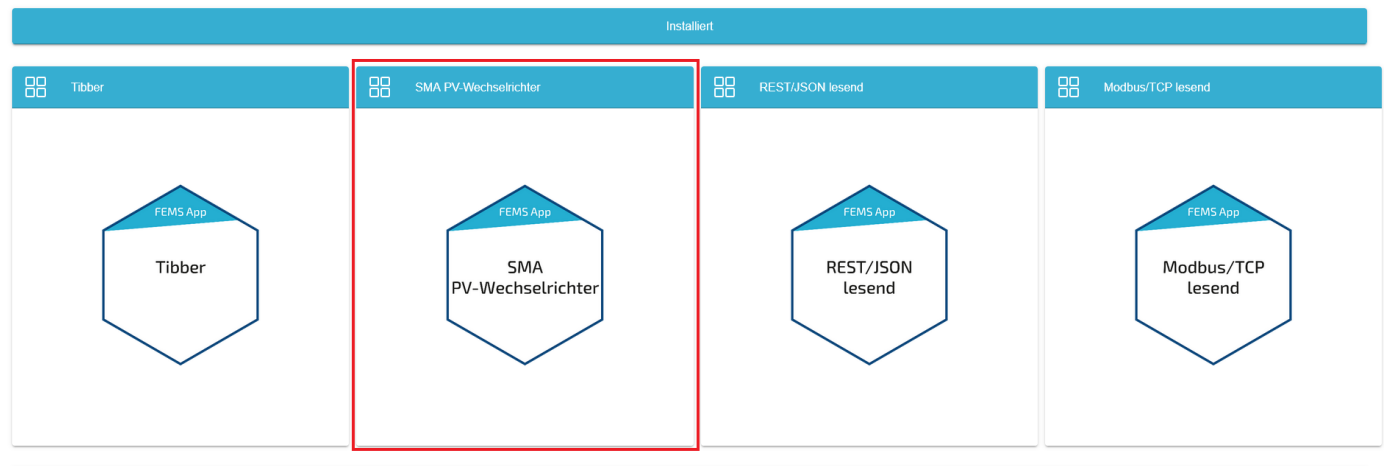 Installiert
Tibber
SMA PV-Wechselrichter
REST/JSON lesend
Modbus/TCP lesend
FEMS App
Tibber
FEMS App
SMA
PV-Wechselrichter
FEMS App
REST/JSON
lesend
FEMS App
Modbus/TCP
lesend